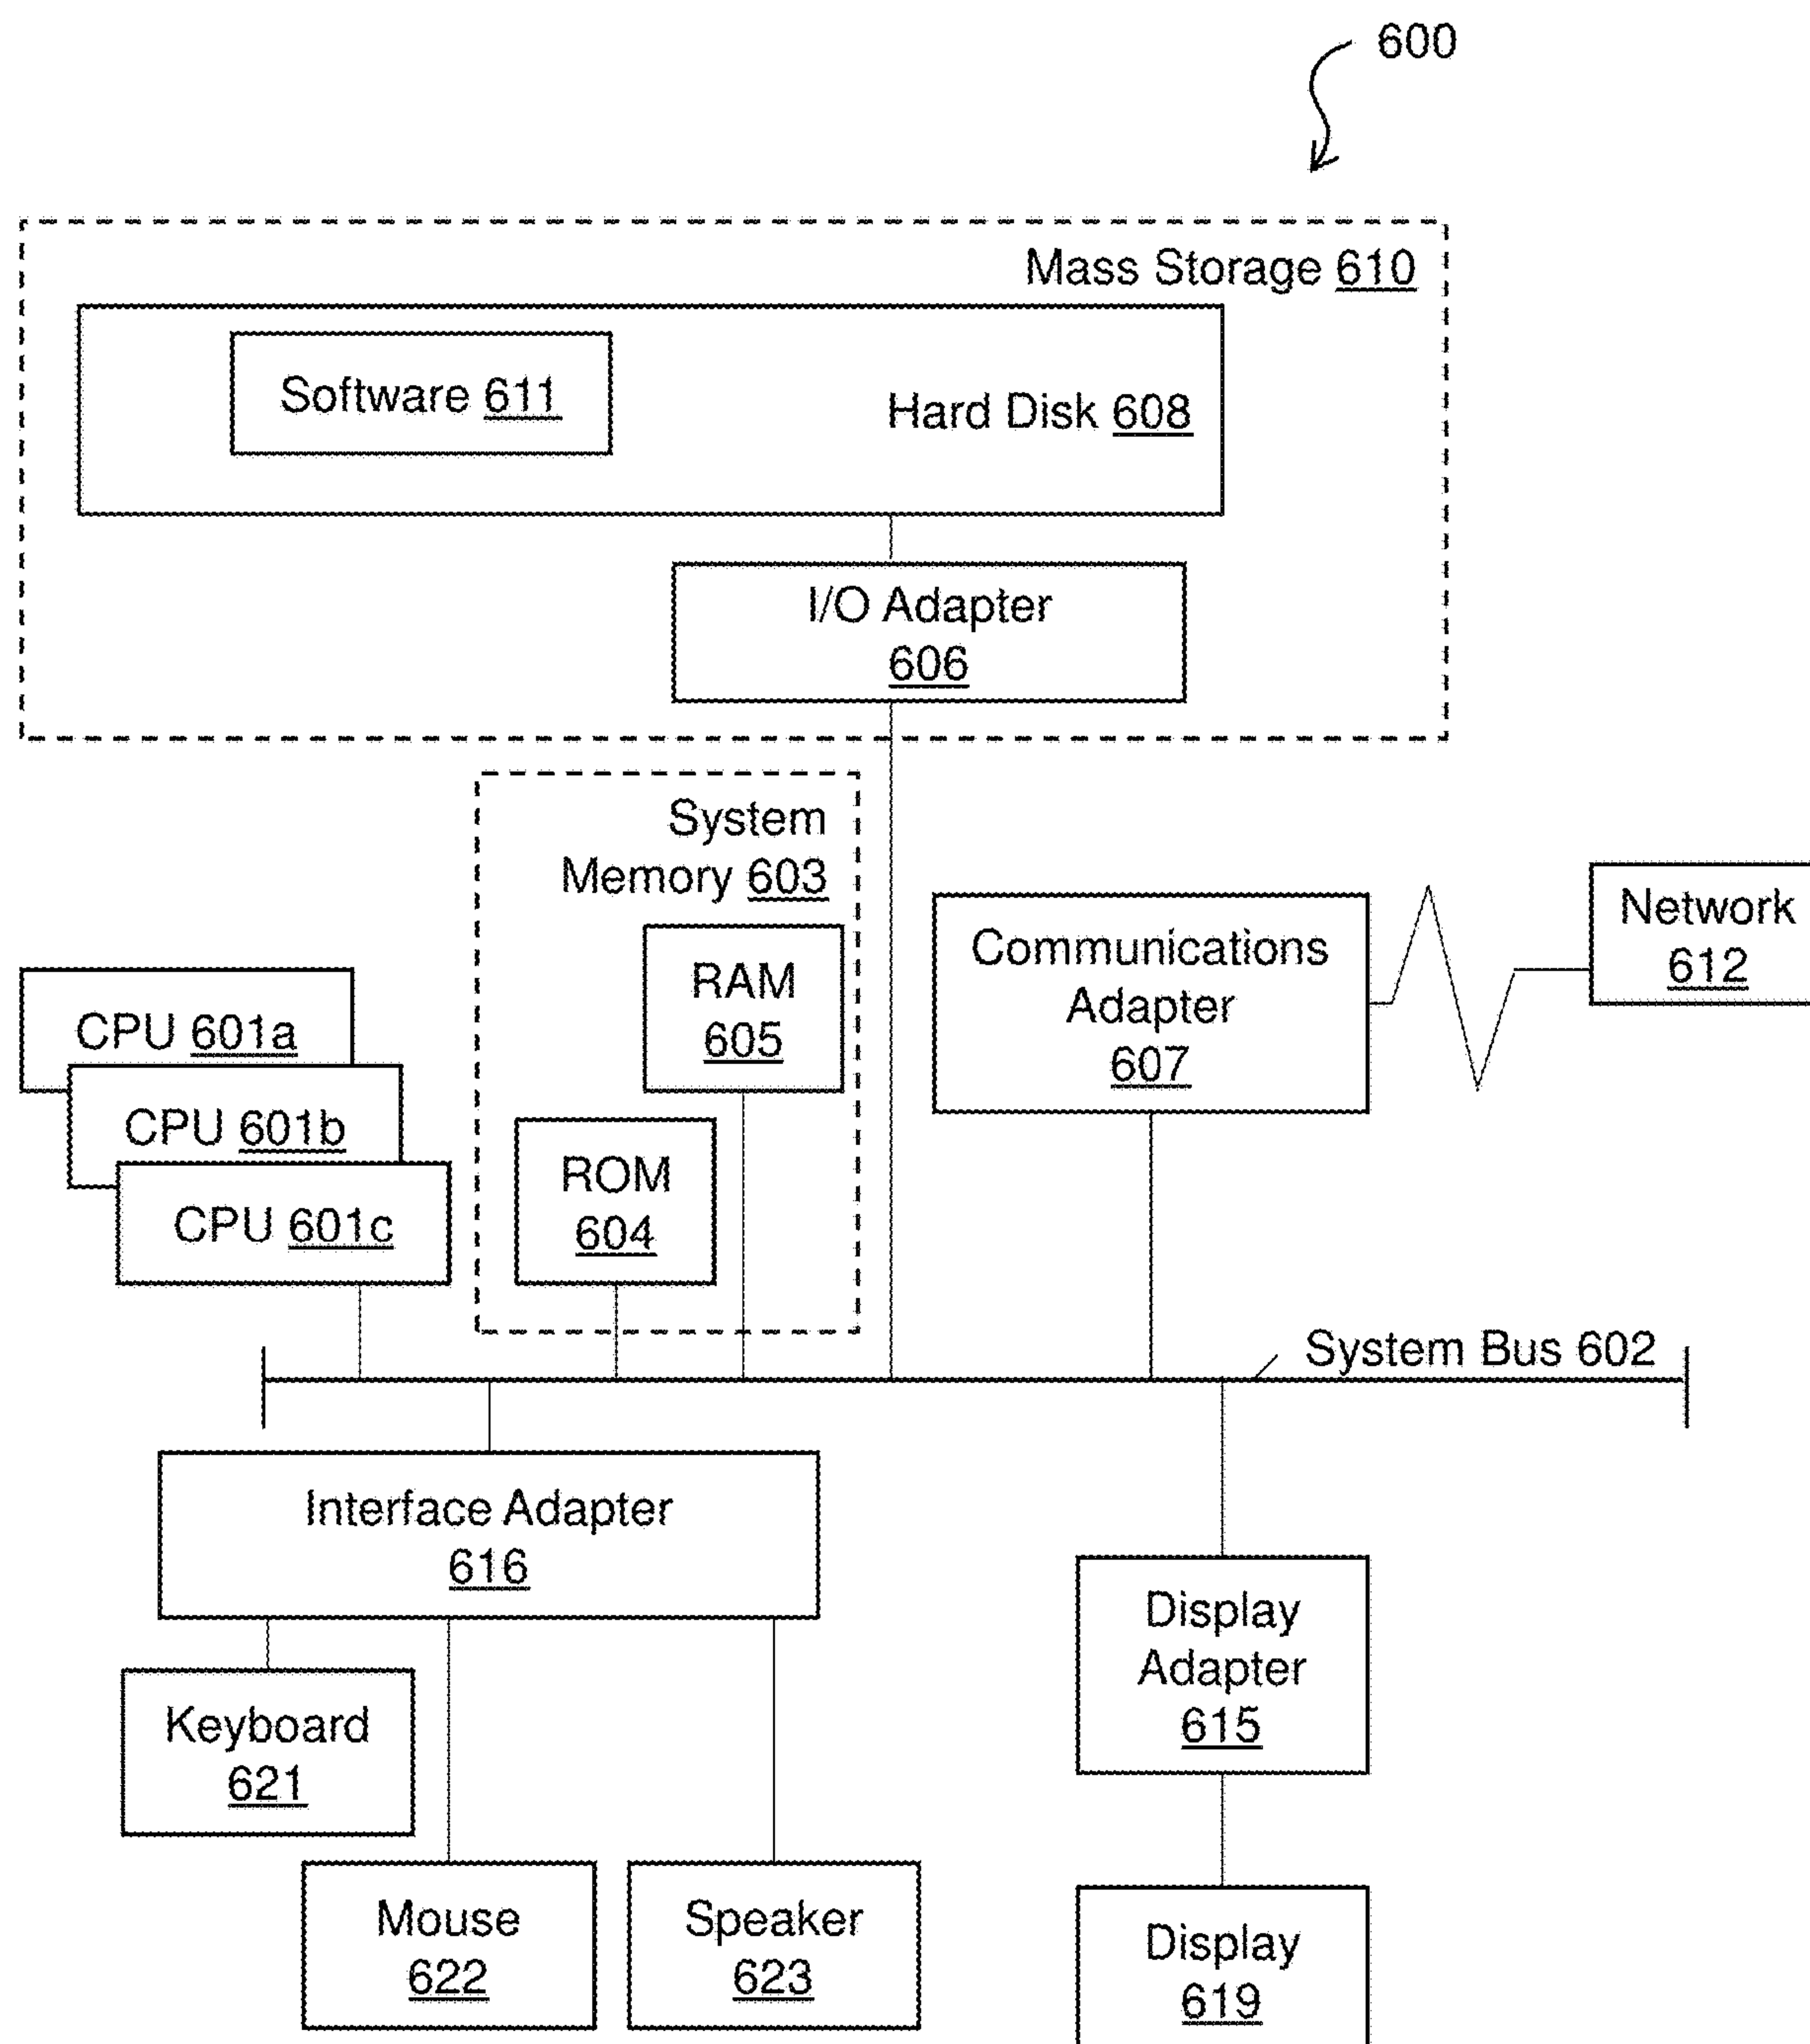 600
Mass Storage 610
Software 611
Hard Disk 608
I/O Adapter
606
System
Memory 603
RAM
605
ROM
604
Communications
Adapter
607
Network
612
CPU 601a
CPU 601b
CPU 601c
System Bus 602
Interface Adapter
616
Keyboard
621
Mouse
622
Speaker
623
Display
Adapter
615
Display
619